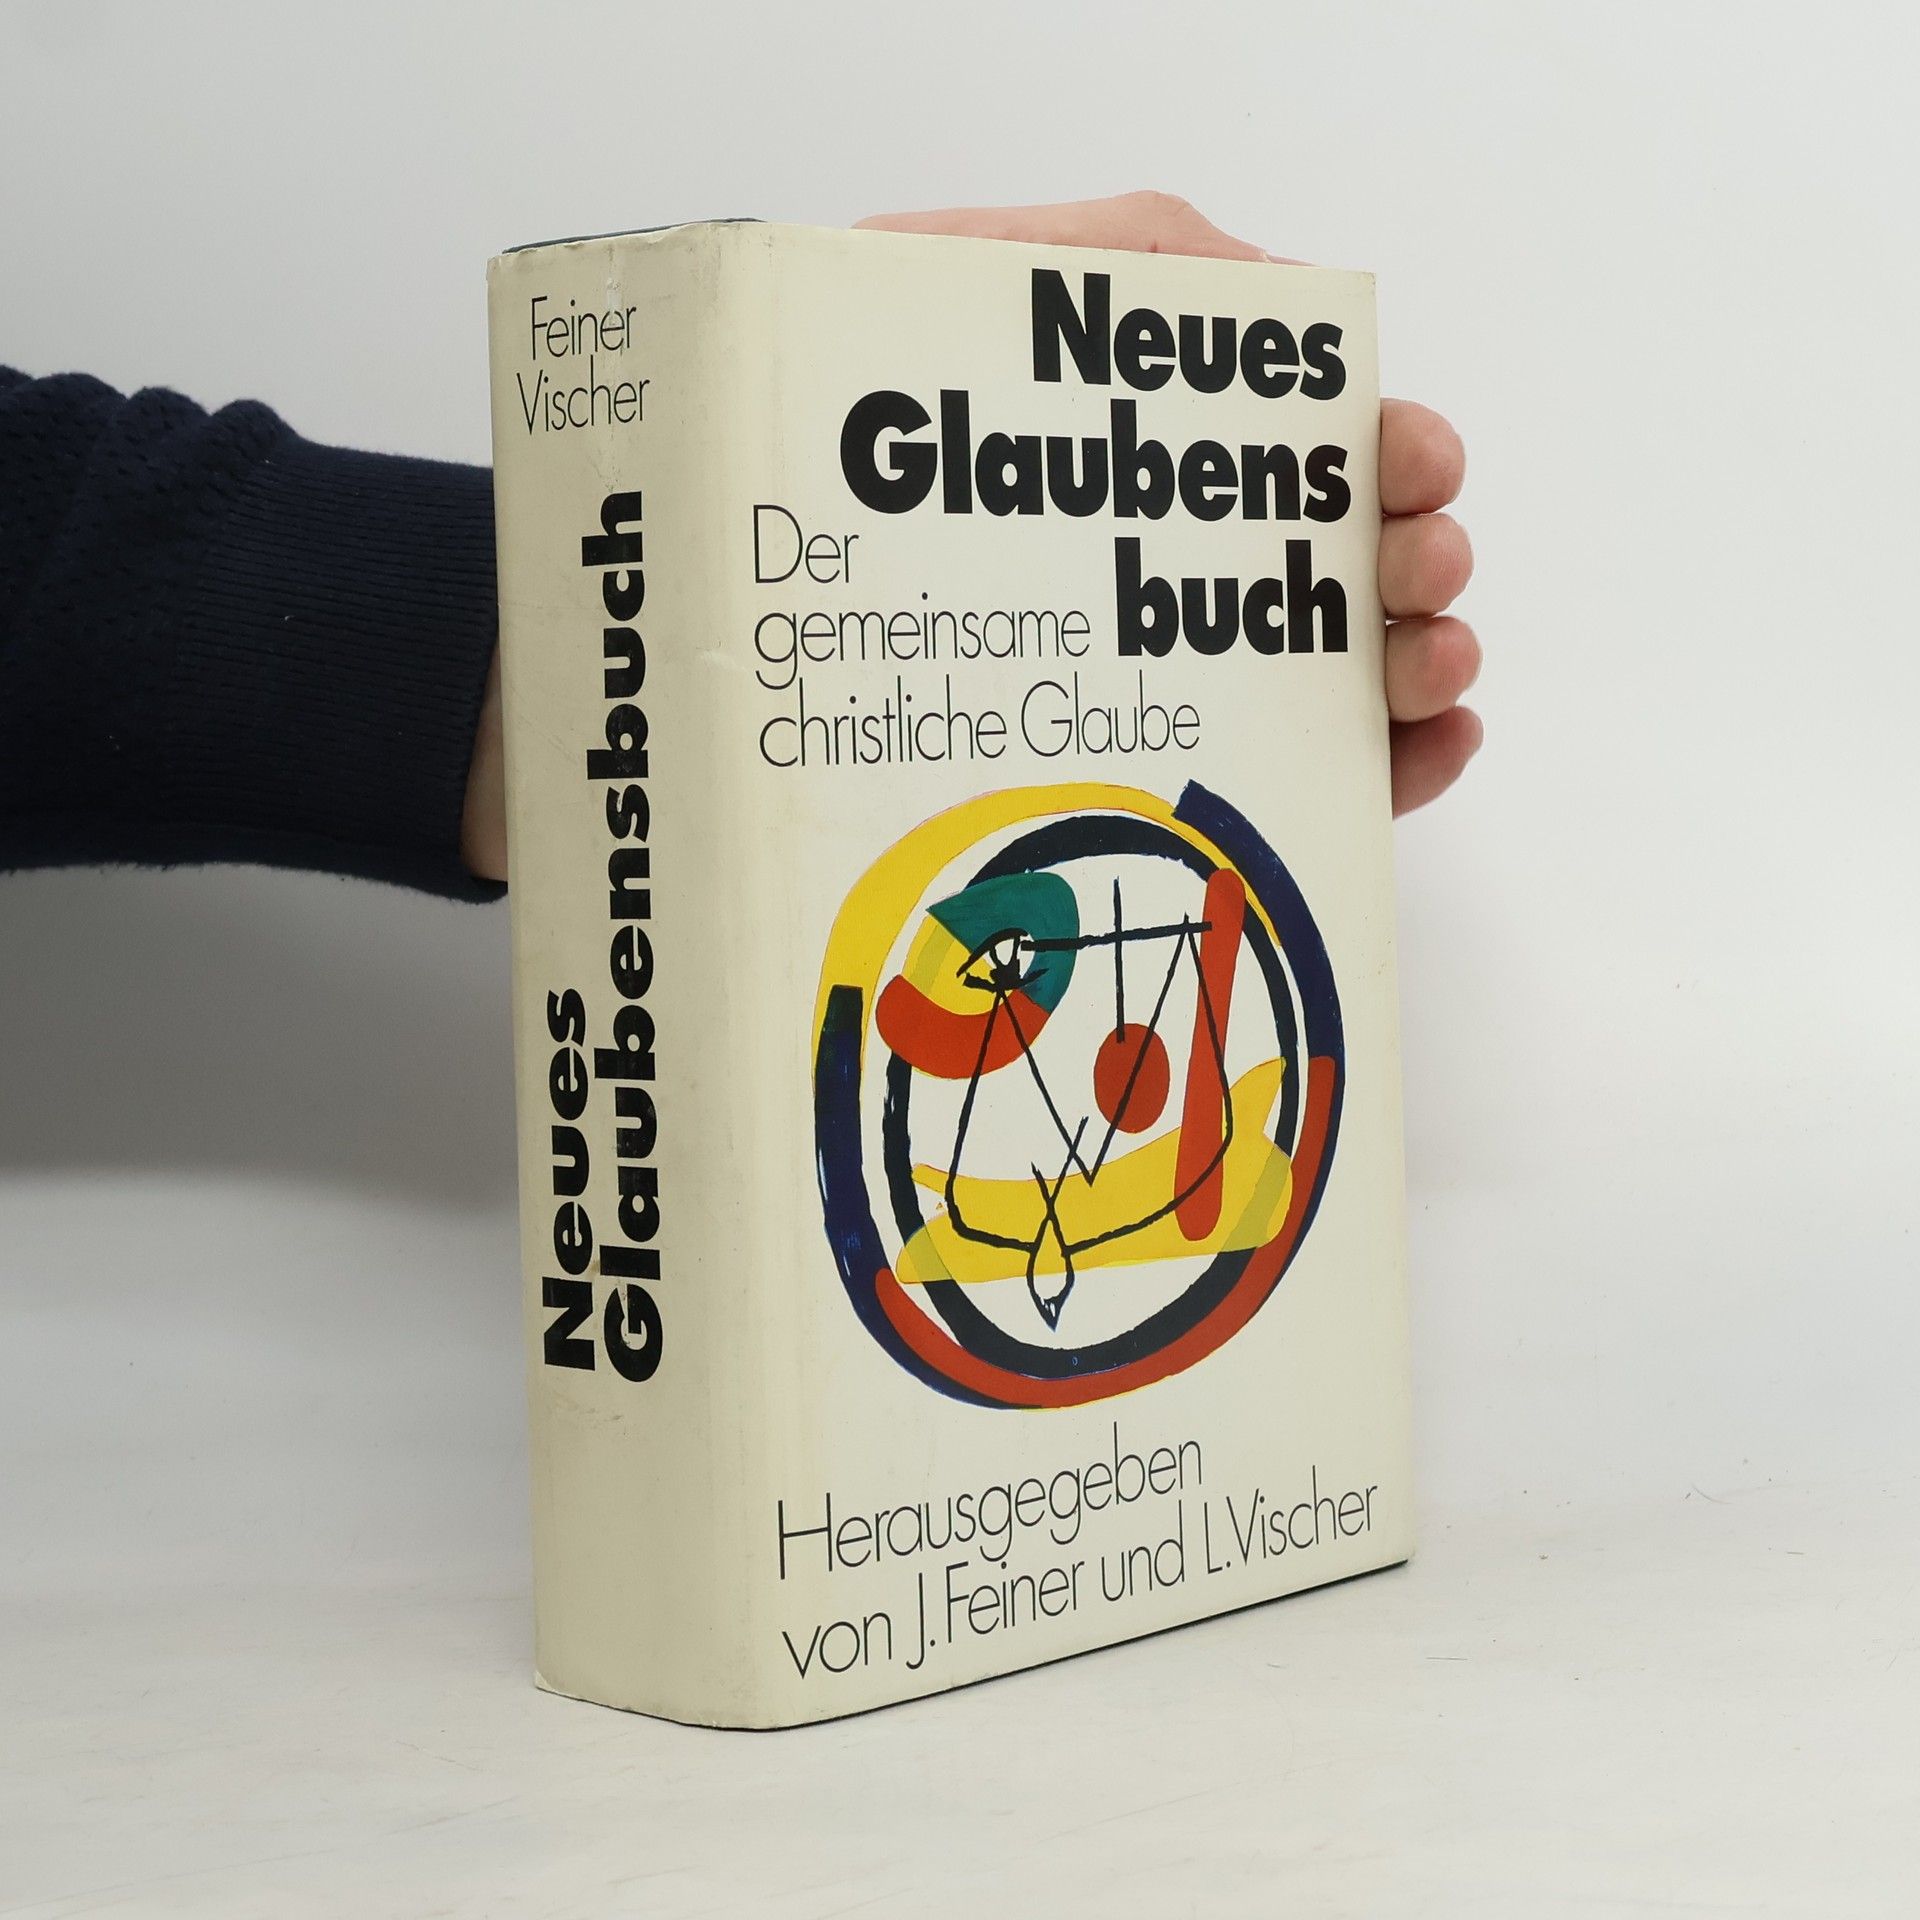 Feiner
Vischer
Neues
Glaubensbuch
Neues
Glaubens
buch
Der
gemeinsame
christliche Glaube
Herausgegeben
von J. Feiner und L. Vischer